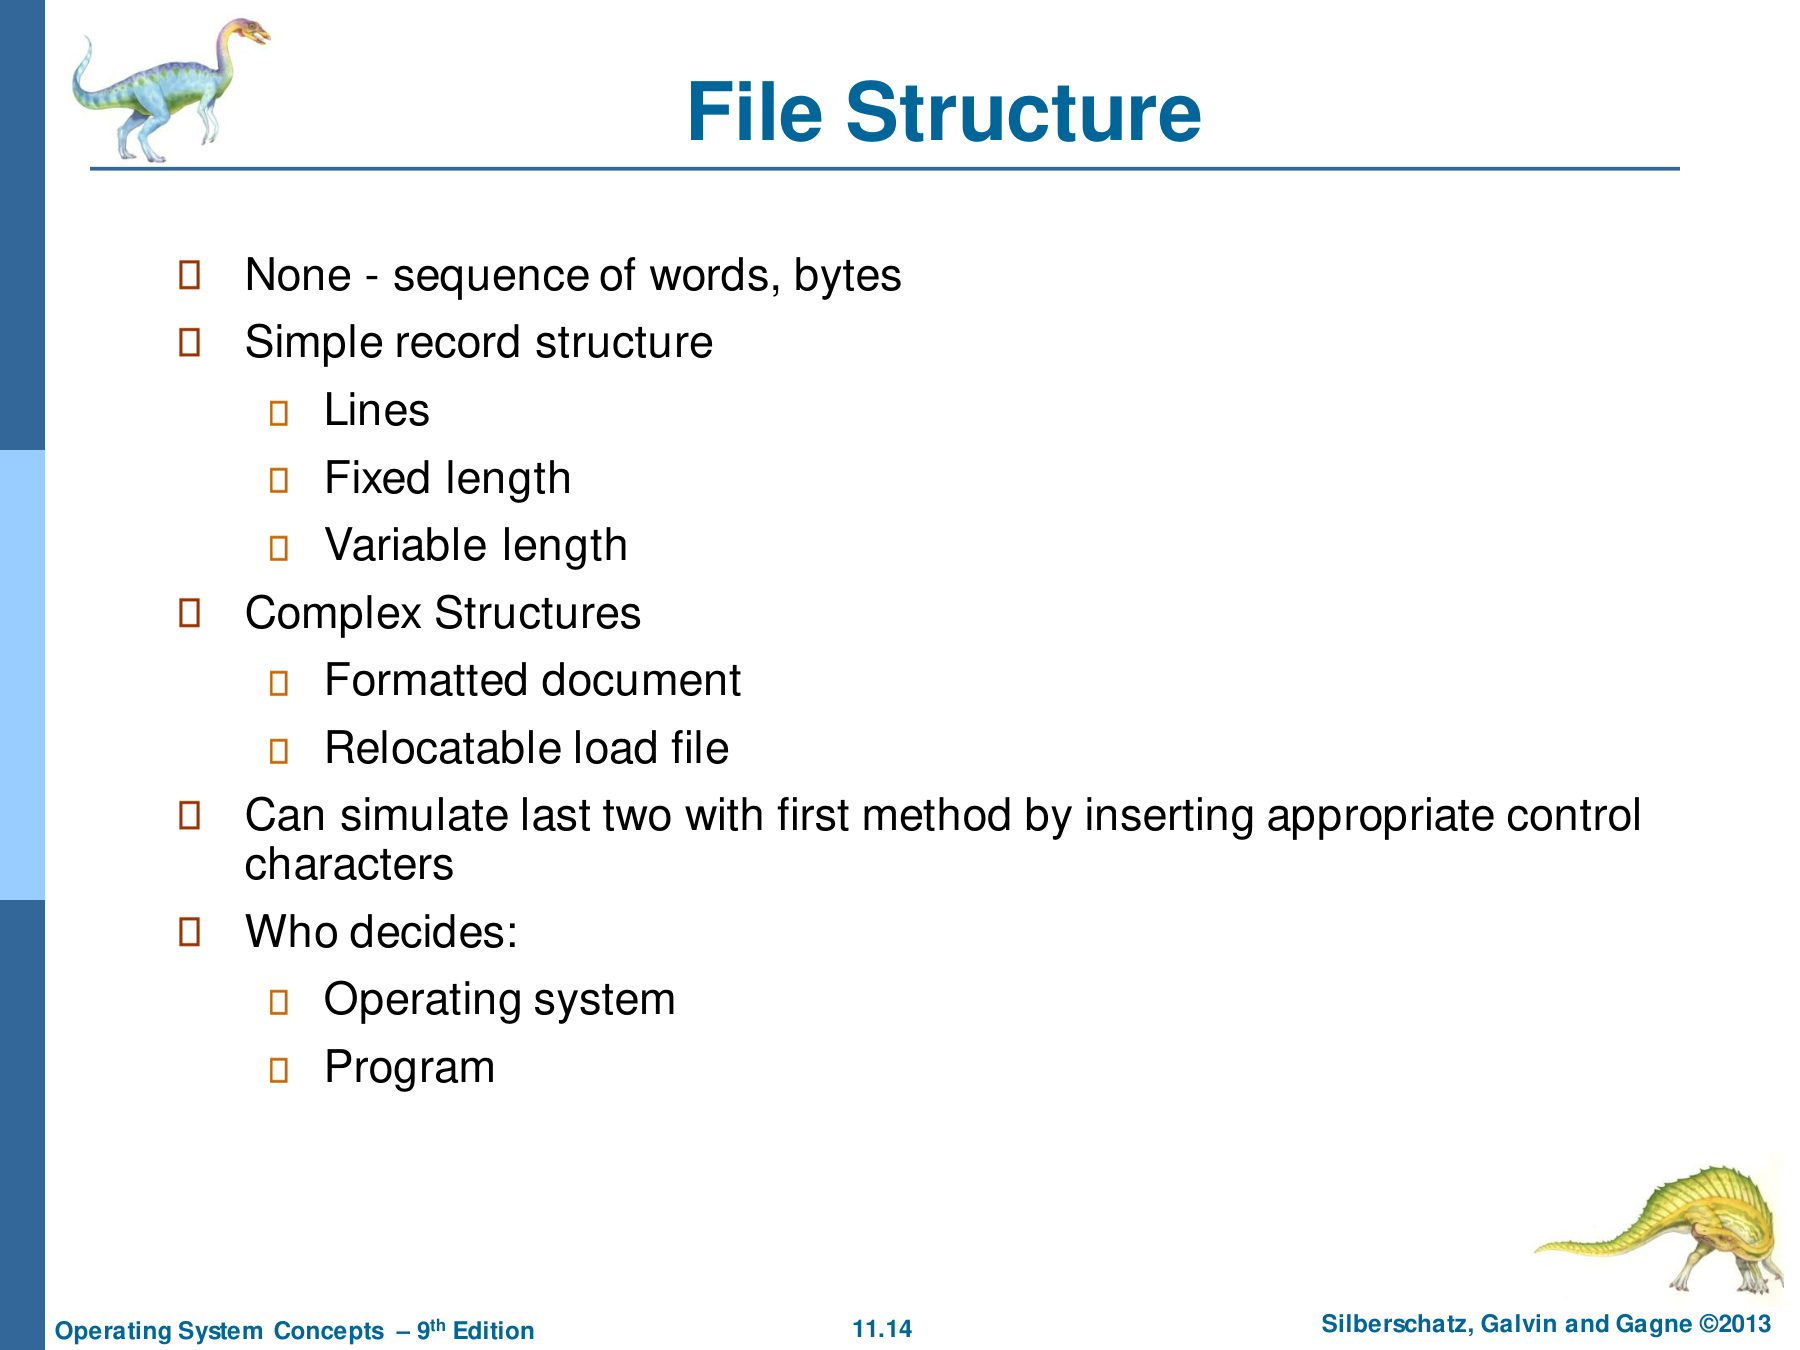 File Structure
None - sequence of words, bytes
Simple record structure
Lines
Fixed length
Variable length
Complex Structures
Formatted document
Relocatable load file
Can simulate last two with first method by inserting appropriate control
characters
Who decides:
Operating system
Program
Operating System Concepts – 9th Edition
11.14
Silberschatz, Galvin and Gagne ©2013